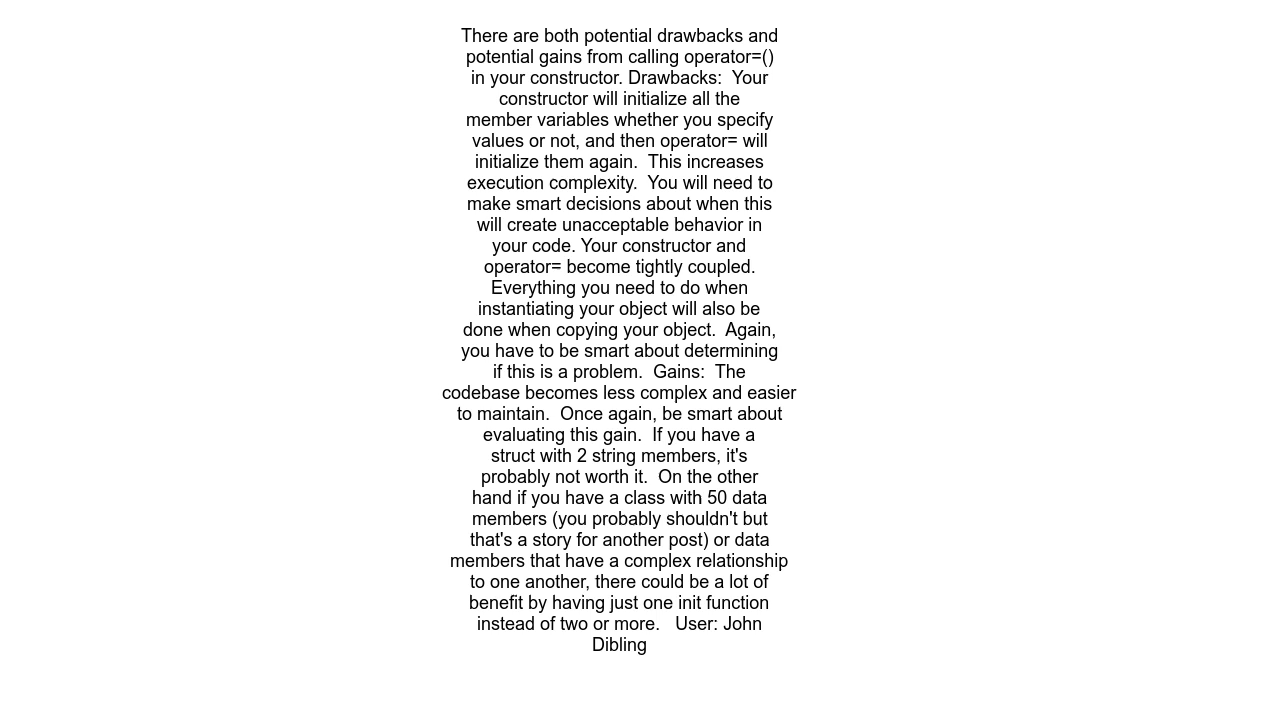 There are both potential drawbacks and
potential gains from calling operator=()
in your constructor. Drawbacks:  Your
constructor will initialize all the
member variables whether you specify
values or not, and then operator= will
initialize them again.  This increases
execution complexity.  You will need to
make smart decisions about when this
will create unacceptable behavior in
your code. Your constructor and
operator= become tightly coupled.
Everything you need to do when
instantiating your object will also be
done when copying your object.  Again,
you have to be smart about determining
if this is a problem.  Gains:  The
codebase becomes less complex and easier
to maintain.  Once again, be smart about
evaluating this gain.  If you have a
struct with 2 string members, it's
probably not worth it.  On the other
hand if you have a class with 50 data
members (you probably shouldn't but
that's a story for another post) or data
members that have a complex relationship
to one another, there could be a lot of
benefit by having just one init function
instead of two or more.   User: John
Dibling